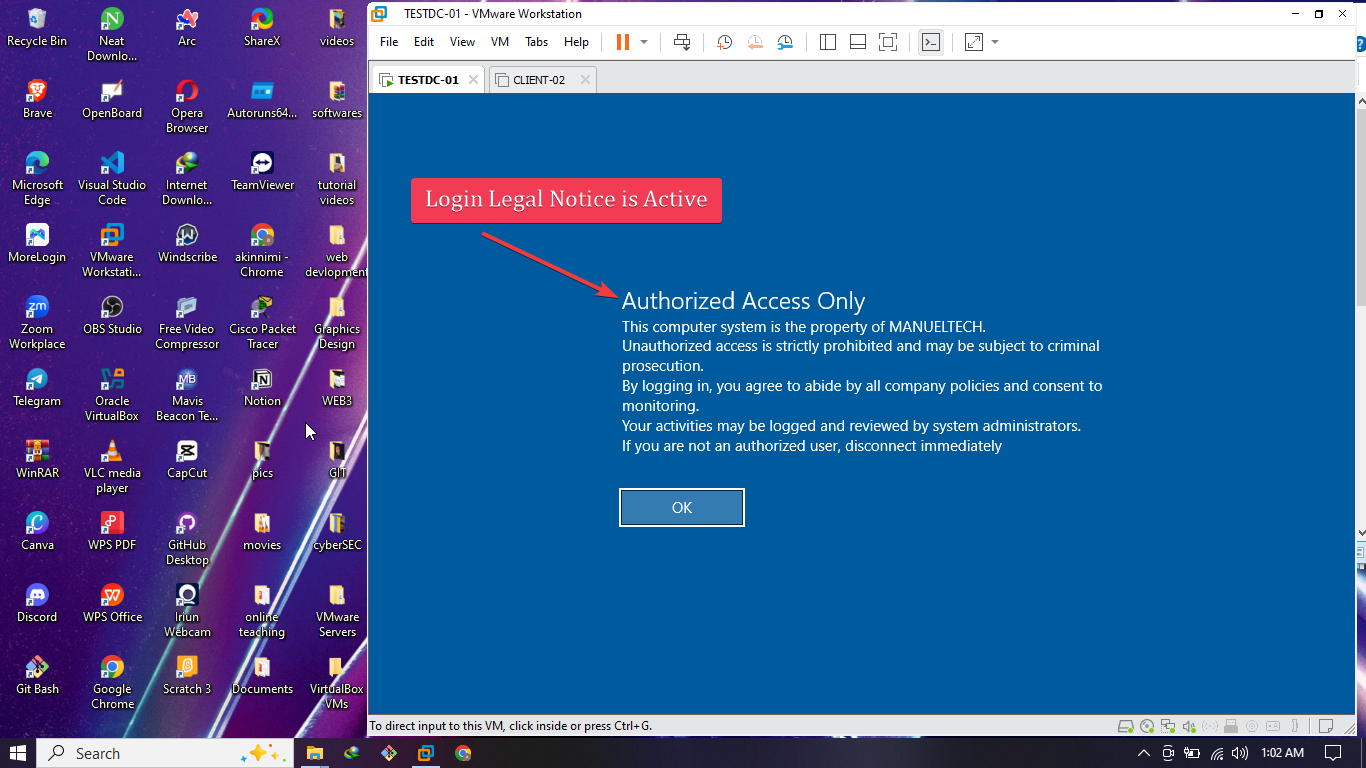 Recycle Bin
Neat
Downlo...
Arc
ShareX
videos
Brave
OpenBoard
Opera
Browser
Autoruns64...
softwares
Microsoft
Edge
Visual Studio
Code
Internet
Downlo...
TeamViewer
tutorial
videos
MoreLogin
VMware
Workstati...
Windscribe
akinnimi -
Chrome
web
devlopment
Zoom
Workplace
OBS Studio
Free Video
Compressor
Cisco Packet
Tracer
Graphics
Design
Telegram
Oracle
VirtualBox
Mavis
Beacon Te...
Notion
WEB3
WinRAR
VLC media
player
CapCut
pics
GIT
Canva
WPS PDF
GitHub
Desktop
movies
cyberSEC
Discord
WPS Office
Iriun
Webcam
online
teaching
VMware
Servers
Git Bash
Google
Chrome
Scratch 3
Documents
VirtualBox
VMs
TESTDC-01 - VMware Workstation
File Edit View VM Tabs Help
TESTDC-01 CLIENT-02
Login Legal Notice is Active
Authorized Access Only
This computer system is the property of MANUELTECH.
Unauthorized access is strictly prohibited and may be subject to criminal
prosecution.
By logging in, you agree to abide by all company policies and consent to
monitoring.
Your activities may be logged and reviewed by system administrators.
If you are not an authorized user, disconnect immediately
OK
To direct input to this VM, click inside or press Ctrl+G.
Search
1:02 AM